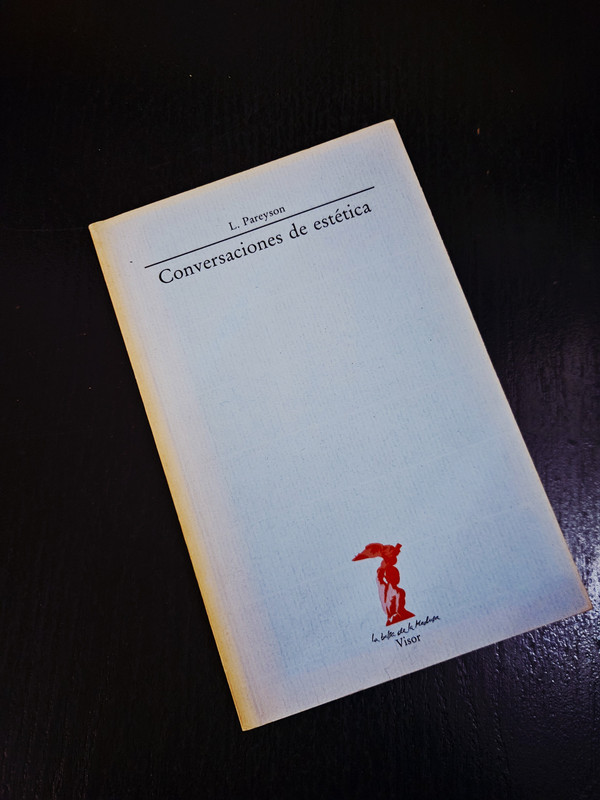 L. Pareyson
Conversaciones de estética
la balsa de la Medusa
Visor